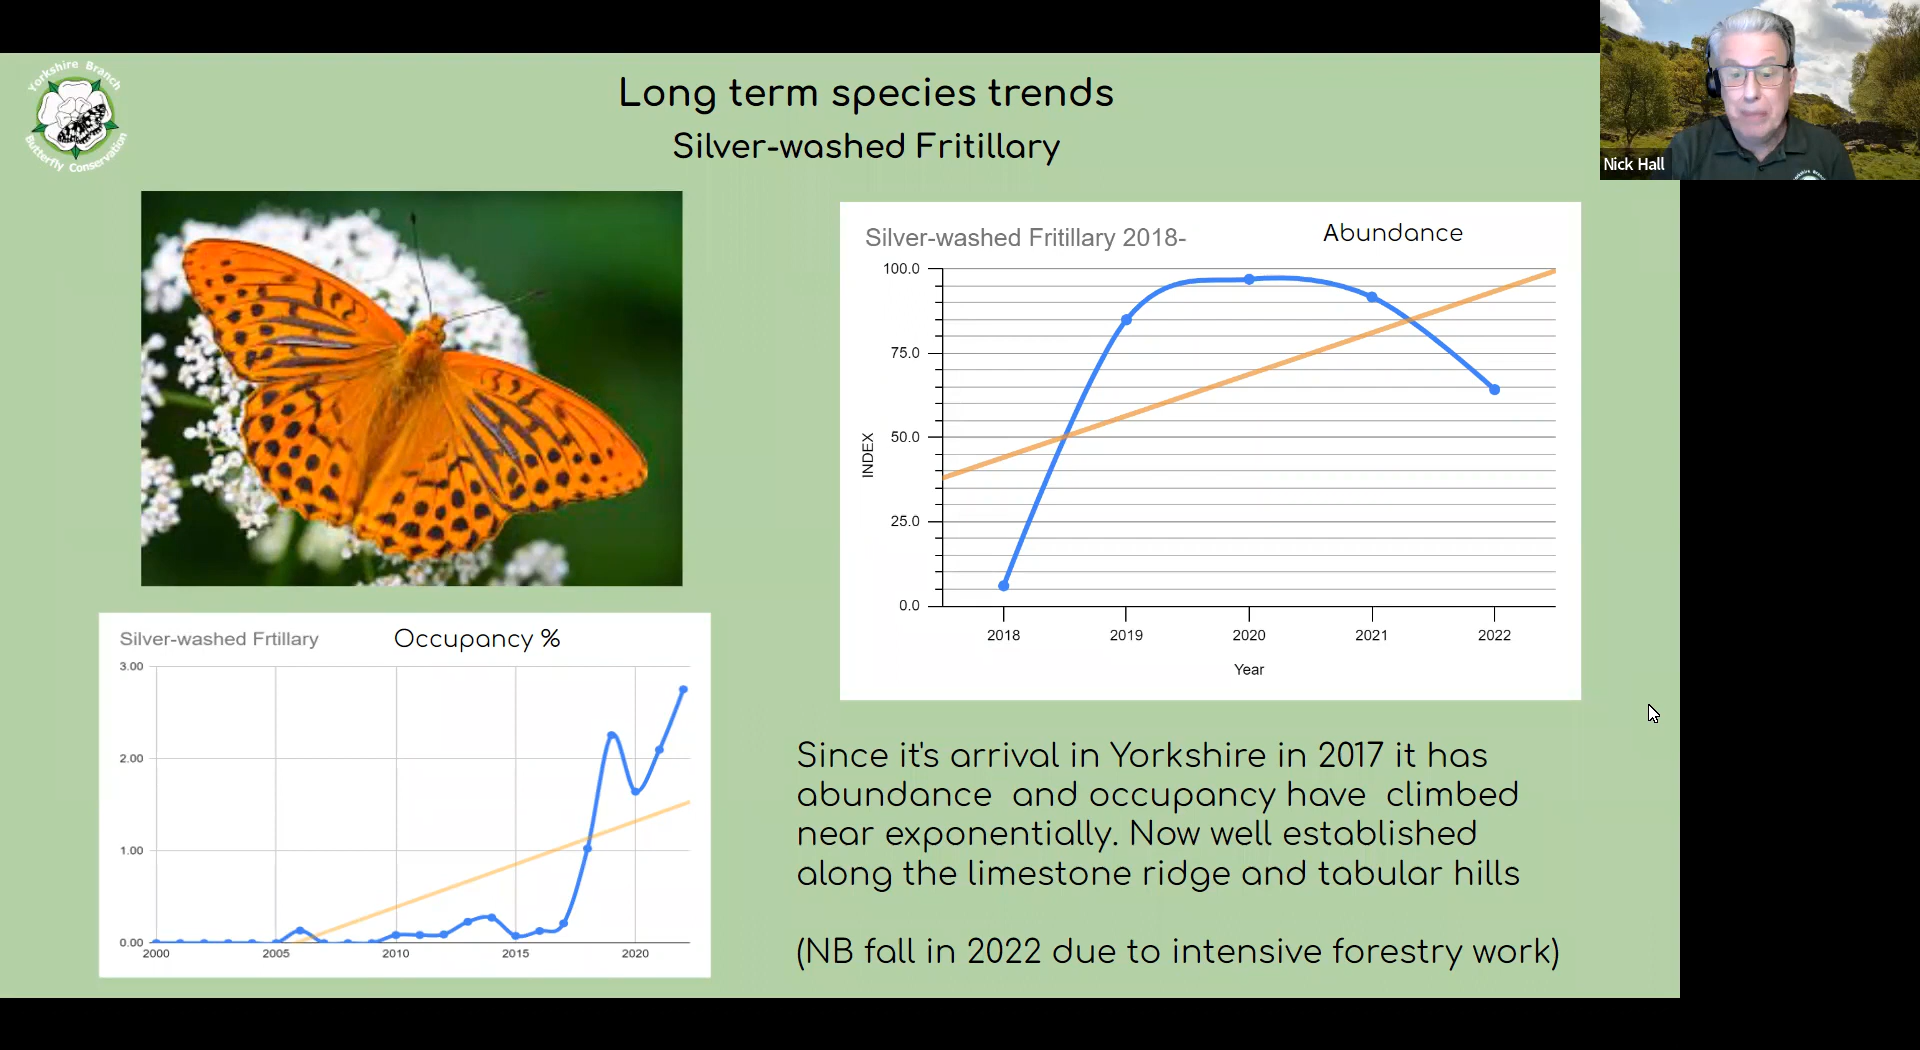 Yorkshire Branch
Butterfly Conservation
Long term species trends
Silver-washed Fritillary
Nick Hall
Silver-washed Fritillary 2018-
Abundance
100.0
75.0
50.0
25.0
0.0
INDEX
2018 2019 2020 2021 2022
Year
Silver-washed Frtillary
Occupancy %
3.00
2.00
1.00
0.00
2000 2005 2010 2015 2020
Since it's arrival in Yorkshire in 2017 it has
abundance and occupancy have climbed
near exponentially. Now well established
along the limestone ridge and tabular hills
(NB fall in 2022 due to intensive forestry work)